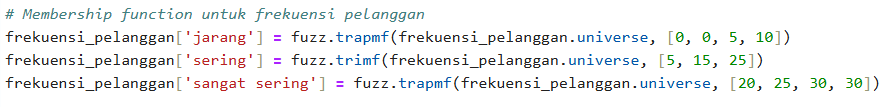 # Membership function untuk frekuensi pelanggan
frekuensi_pelanggan['jarang'] = fuzz.trapmf(frekuensi_pelanggan.universe, [0, 0, 5, 10])
frekuensi_pelanggan['sering'] = fuzz.trimf(frekuensi_pelanggan.universe, [5, 15, 25])
frekuensi_pelanggan['sangat sering'] = fuzz.trapmf(frekuensi_pelanggan.universe, [20, 25, 30, 30])